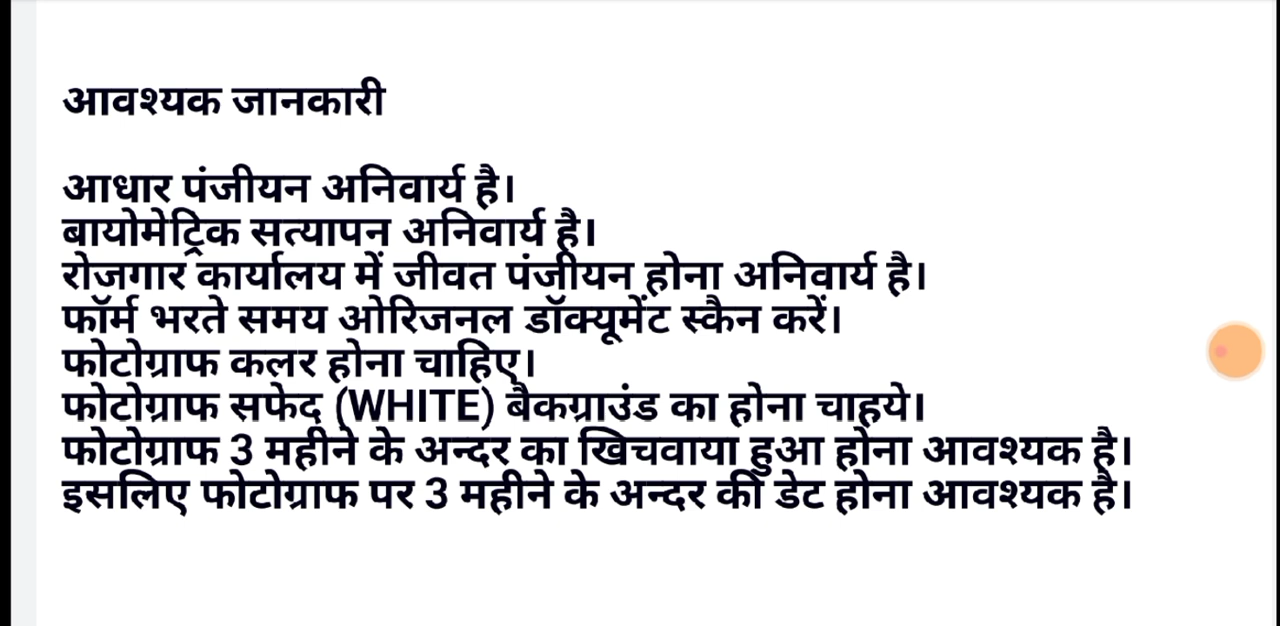 आवश्यक जानकारी
आधार पंजीयन अनिवार्य है।
बायोमेट्रिक सत्यापन अनिवार्य है।
रोजगार कार्यालय में जीवत पंजीयन होना अनिवार्य है।
फॉर्म भरते समय ओरिजनल डॉक्यूमेंट स्कैन करें।
फोटोग्राफ कलर होना चाहिए।
फोटोग्राफ सफेद (WHITE) बैकग्राउंड का होना चाहये।
फोटोग्राफ 3 महीने के अन्दर का खिचवाया हुआ होना आवश्यक है।
इसलिए फोटोग्राफ पर 3 महीने के अन्दर की डेट होना आवश्यक है।